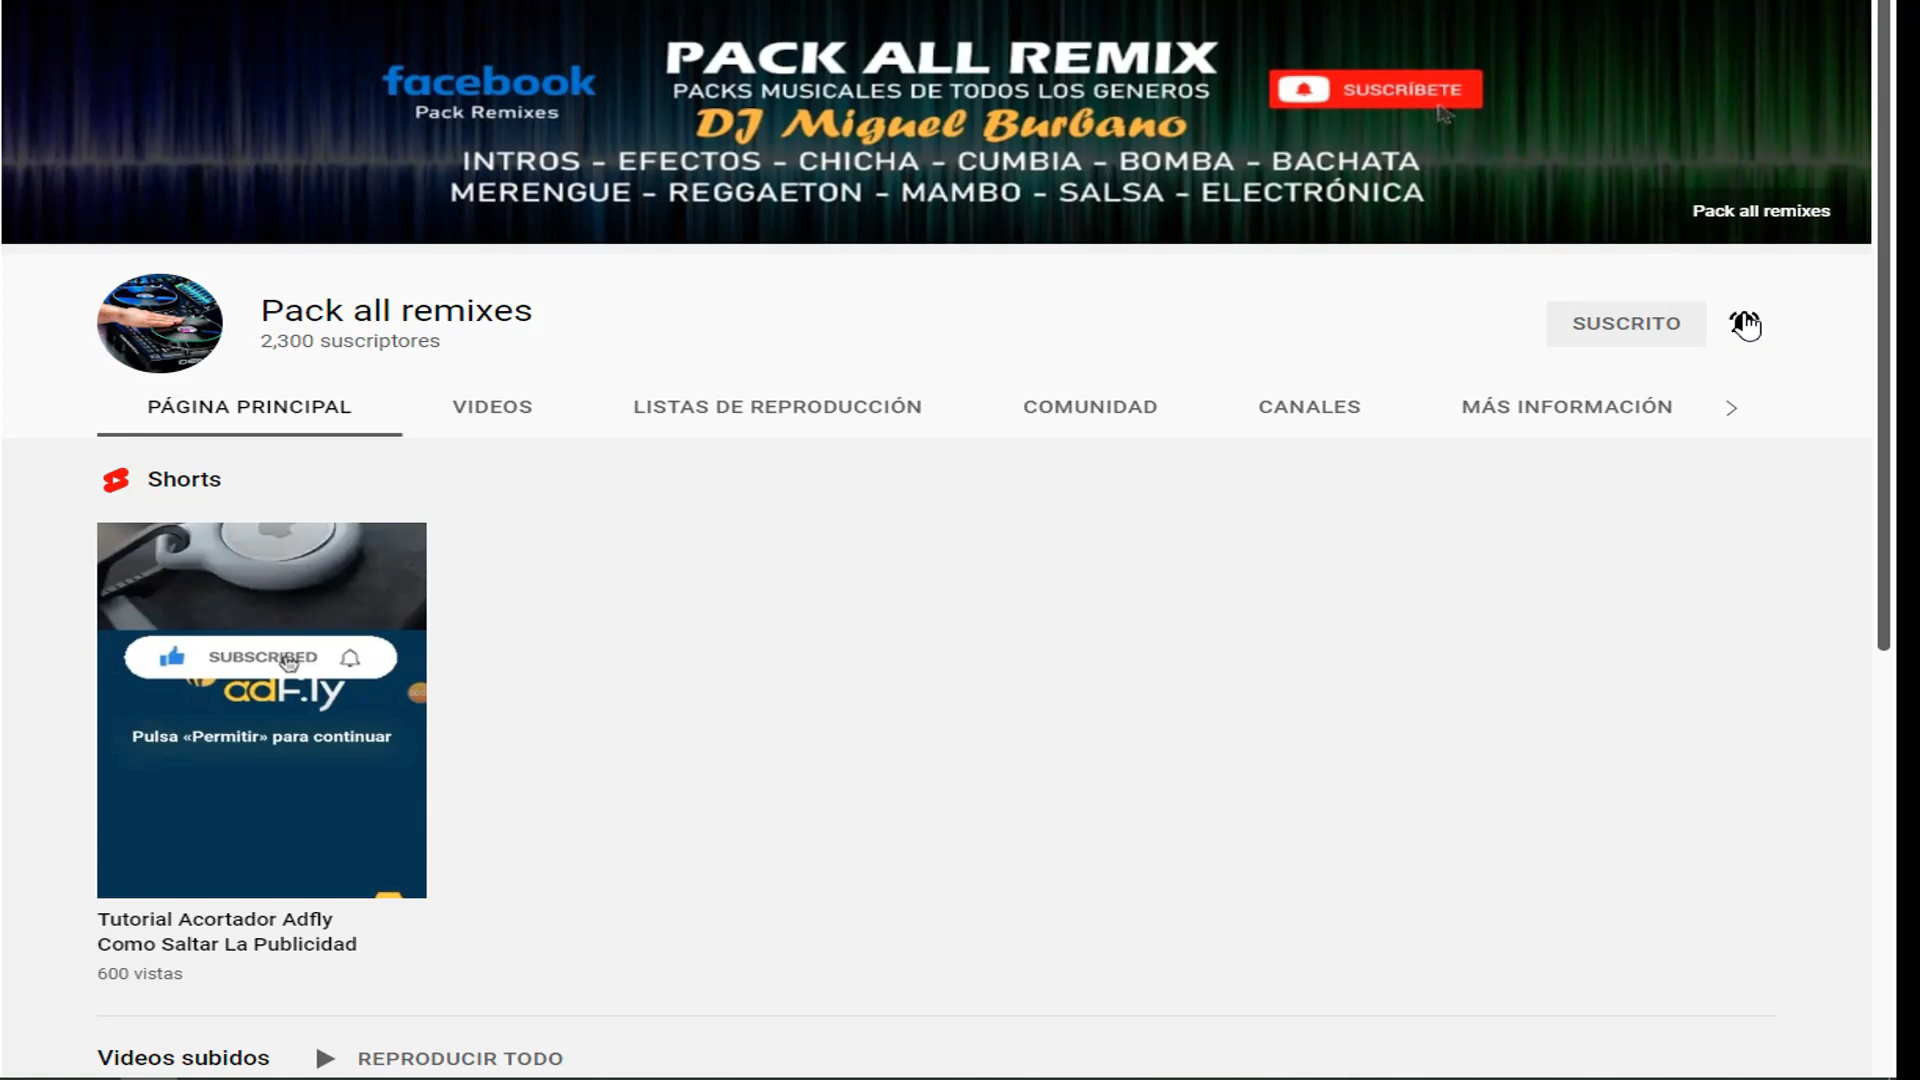 PACK ALL REMIX
facebook
PACKS MUSICALES DE TODOS LOS GENEROS
SUSCRÍBETE
Pack Remixes
DJ Miguel Burbano
INTROS - EFECTOS - CHICHA - CUMBIA - BOMBA - BACHATA
MERENGUE - REGGAETON - MAMBO - SALSA - ELECTRÓNICA
Pack all remixes
Pack all remixes
2,300 suscriptores
SUSCRITO
PÁGINA PRINCIPAL
VIDEOS
LISTAS DE REPRODUCCIÓN
COMUNIDAD
CANALES
MÁS INFORMACIÓN
Shorts
SUBSCRIBED
adF.ly
Pulsa «Permitir» para continuar
Tutorial Acortador Adfly
Como Saltar La Publicidad
600 vistas
Videos subidos
REPRODUCIR TODO